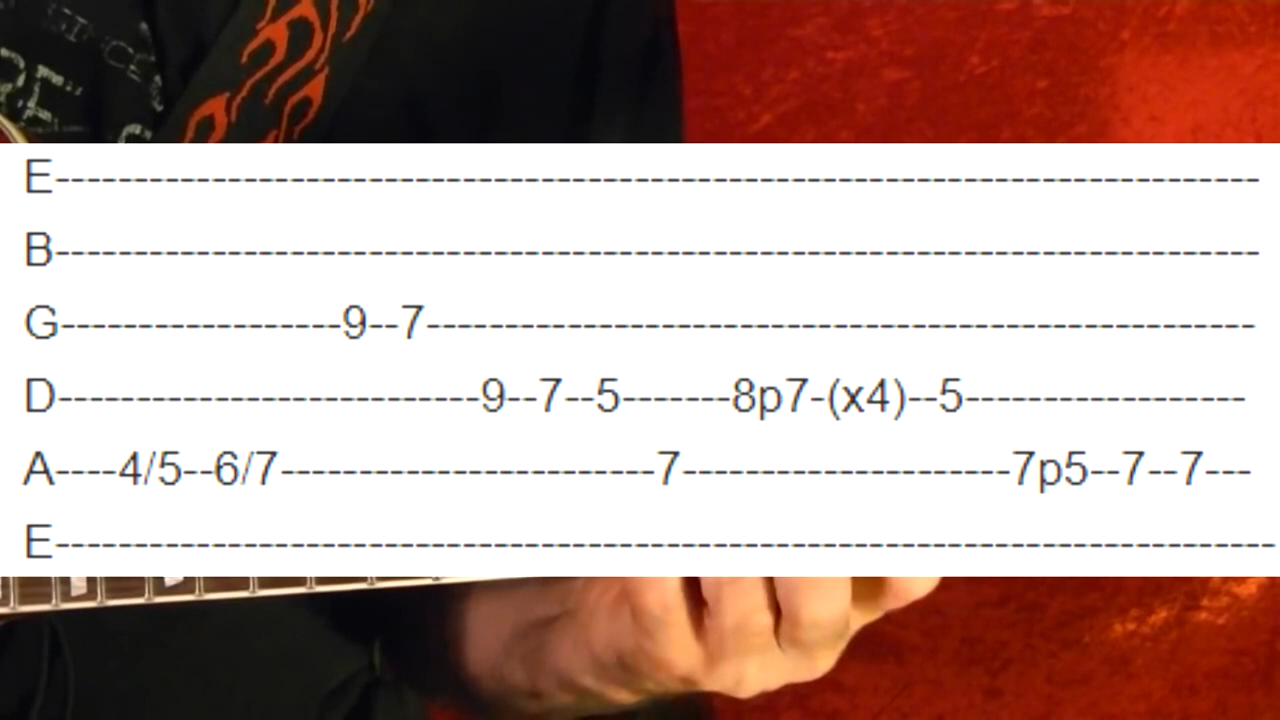 E------------------------------------------------------------------------------
B------------------------------------------------------------------------------
G------------------9--7------------------------------------------------------
D---------------------------9--7--5-------8p7-(x4)--5------------------
A----4/5--6/7------------------------7---------------------7p5--7--7---
E-------------------------------------------------------------------------------